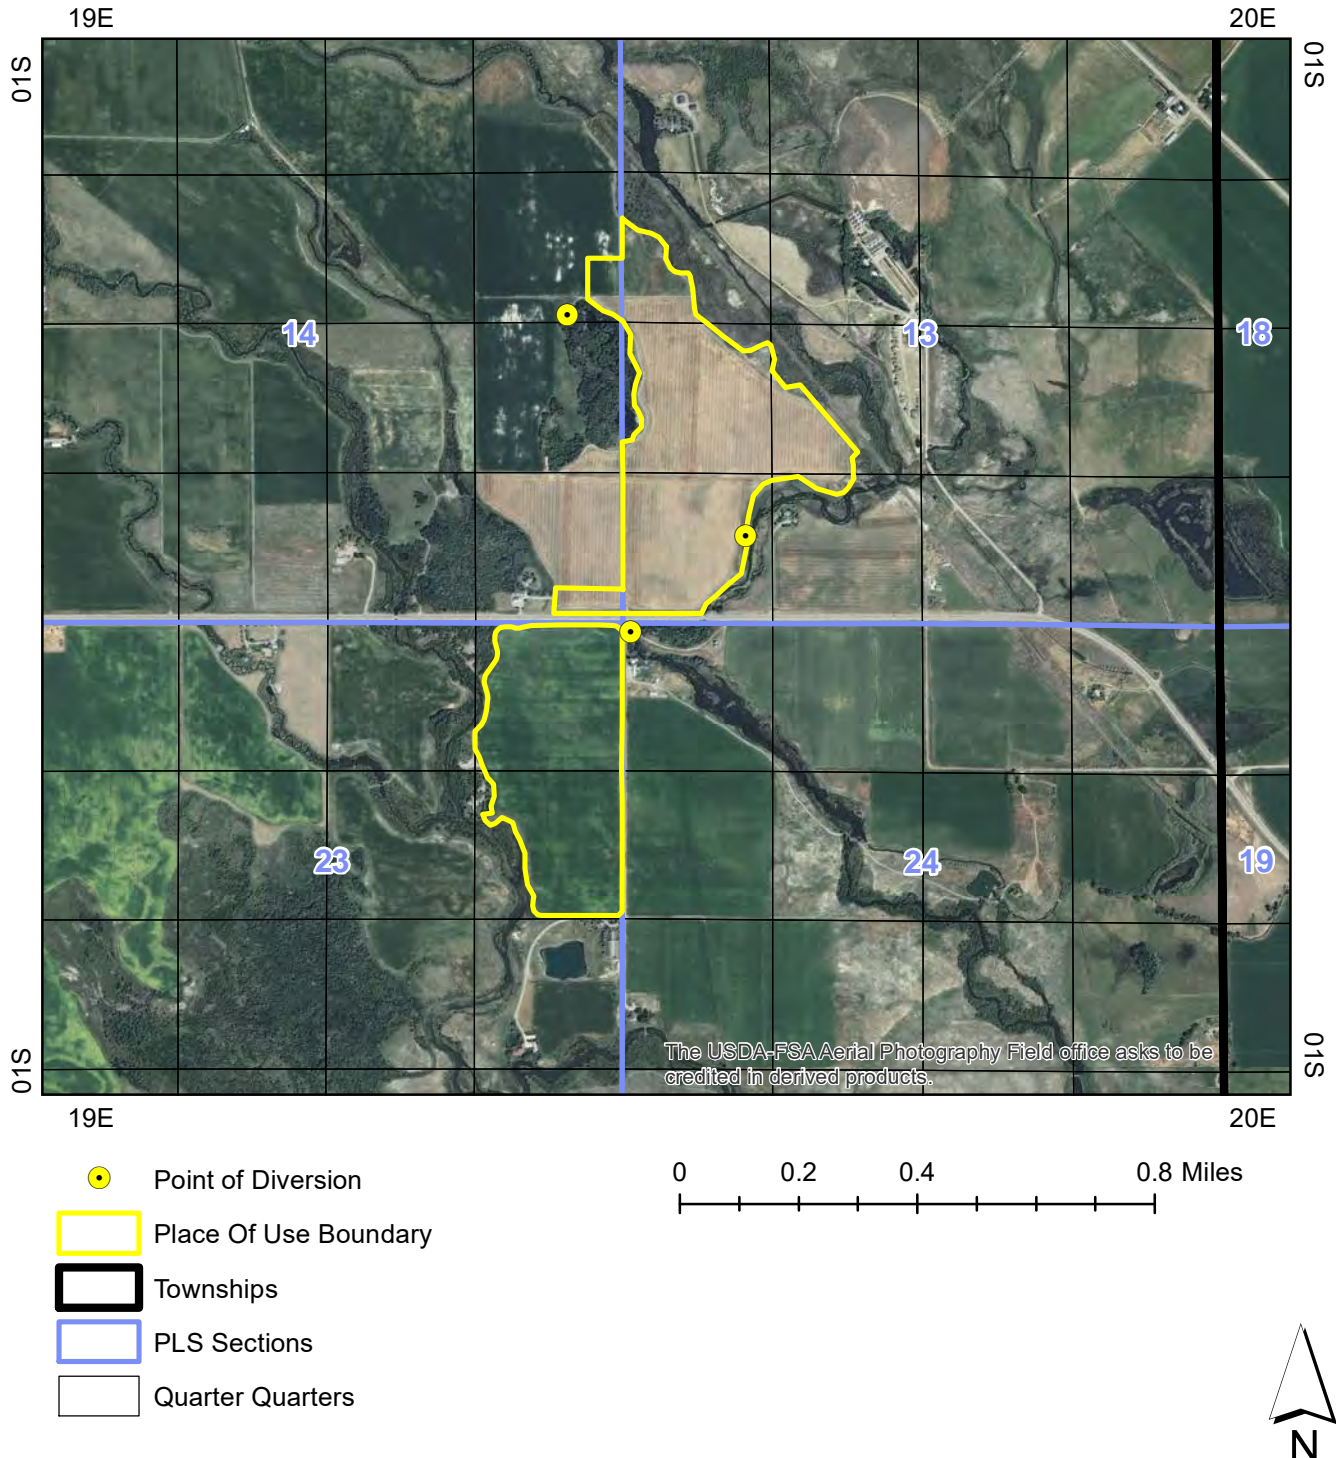 19E 20E
01S 01S
14 13 18
23 24 19
The USDA-FSA Aerial Photography Field office asks to be
credited in derived products.
01S 01S
19E 20E
Point of Diversion
Place Of Use Boundary
Townships
PLS Sections
Quarter Quarters
0 0.2 0.4 0.8 Miles
N